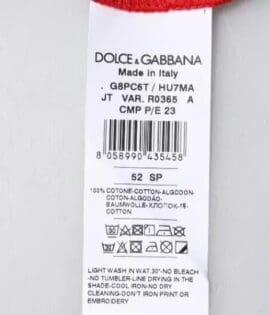 DOLCE & GABBANA
Made in Italy
. G8PC6T / HU7MA
JT VAR. R0365 A
CMP P/E 23
8 058990 435458
52 SP
100% COTONE-COTTON-ALGODON-
COTON-ALGODÃO-
BAUMWOLLE-ХЛОПОК-棉-
COTTON
LIGHT WASH IN WAT.30°-NO BLEACH
-NO TUMBLER-LINE DRYING IN THE
SHADE-COOL IRON-NO DRY
CLEANING-DON'T IRON PRINT OR
EMBROIDERY